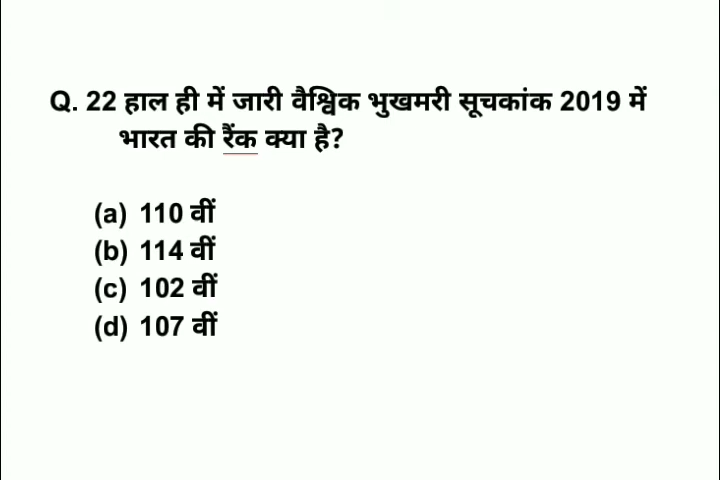 Q. 22 हाल ही में जारी वैश्विक भुखमरी सूचकांक 2019 में
भारत की रैंक क्या है?
(a) 110 वीं
(b) 114 वीं
(c) 102 वीं
(d) 107 वीं